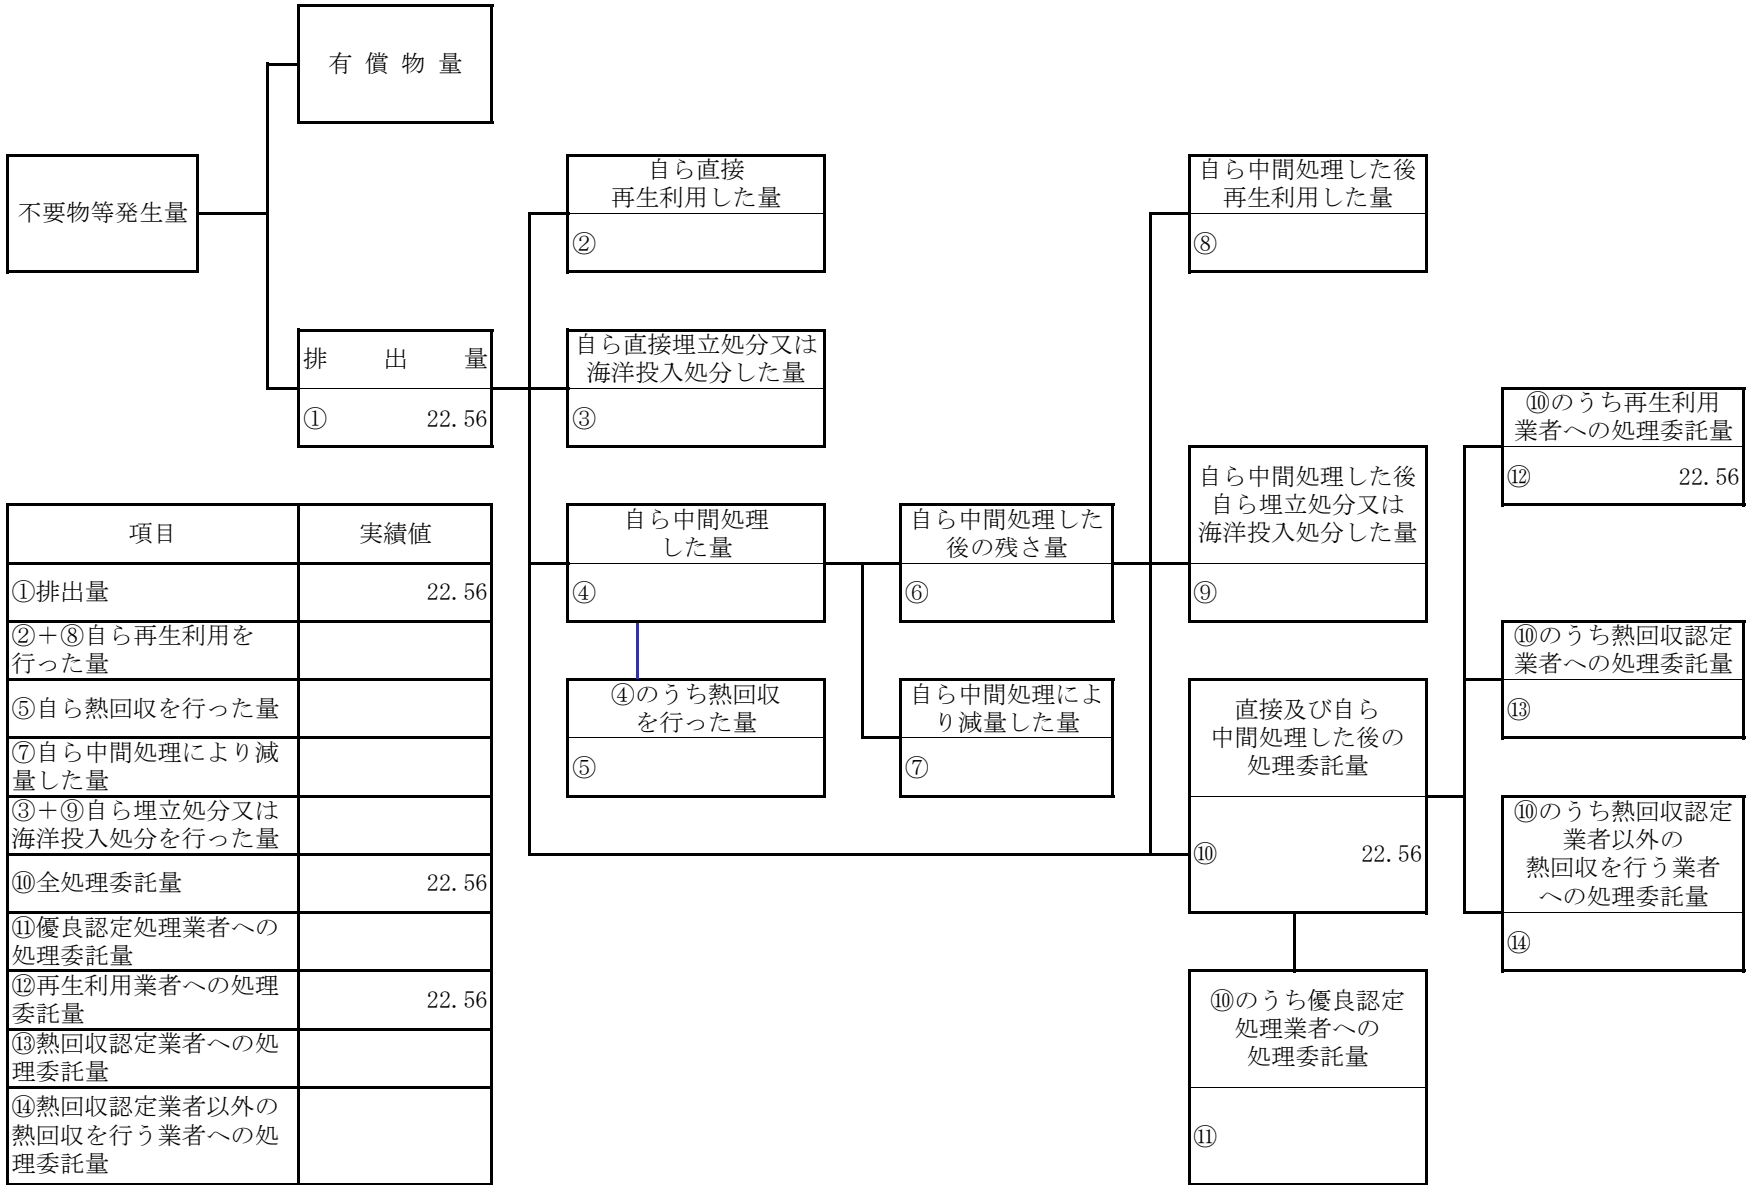 有 償 物 量
不要物等発生量
自ら直接
再生利用した量
②
自ら中間処理した後
再生利用した量
⑧
排 出 量
① 22.56
自ら直接埋立処分又は
海洋投入処分した量
③
⑩のうち再生利用
業者への処理委託量
⑫ 22.56
自ら中間処理
した量
④
自ら中間処理した
後の残さ量
⑥
自ら中間処理した後
自ら埋立処分又は
海洋投入処分した量
⑨
⑩のうち熱回収認定
業者への処理委託量
⑬
④のうち熱回収
を行った量
⑤
自ら中間処理によ
り減量した量
⑦
直接及び自ら
中間処理した後の
処理委託量
⑩ 22.56
⑩のうち熱回収認定
業者以外の
熱回収を行う業者
への処理委託量
⑭
⑩のうち優良認定
処理業者への
処理委託量
⑪
項目 実績値
①排出量 22.56
②＋⑧自ら再生利用を
行った量
⑤自ら熱回収を行った量
⑦自ら中間処理により減
量した量
③＋⑨自ら埋立処分又は
海洋投入処分を行った量
⑩全処理委託量 22.56
⑪優良認定処理業者への
処理委託量
⑫再生利用業者への処理
委託量 22.56
⑬熱回収認定業者への処
理委託量
⑭熱回収認定業者以外の
熱回収を行う業者への処
理委託量